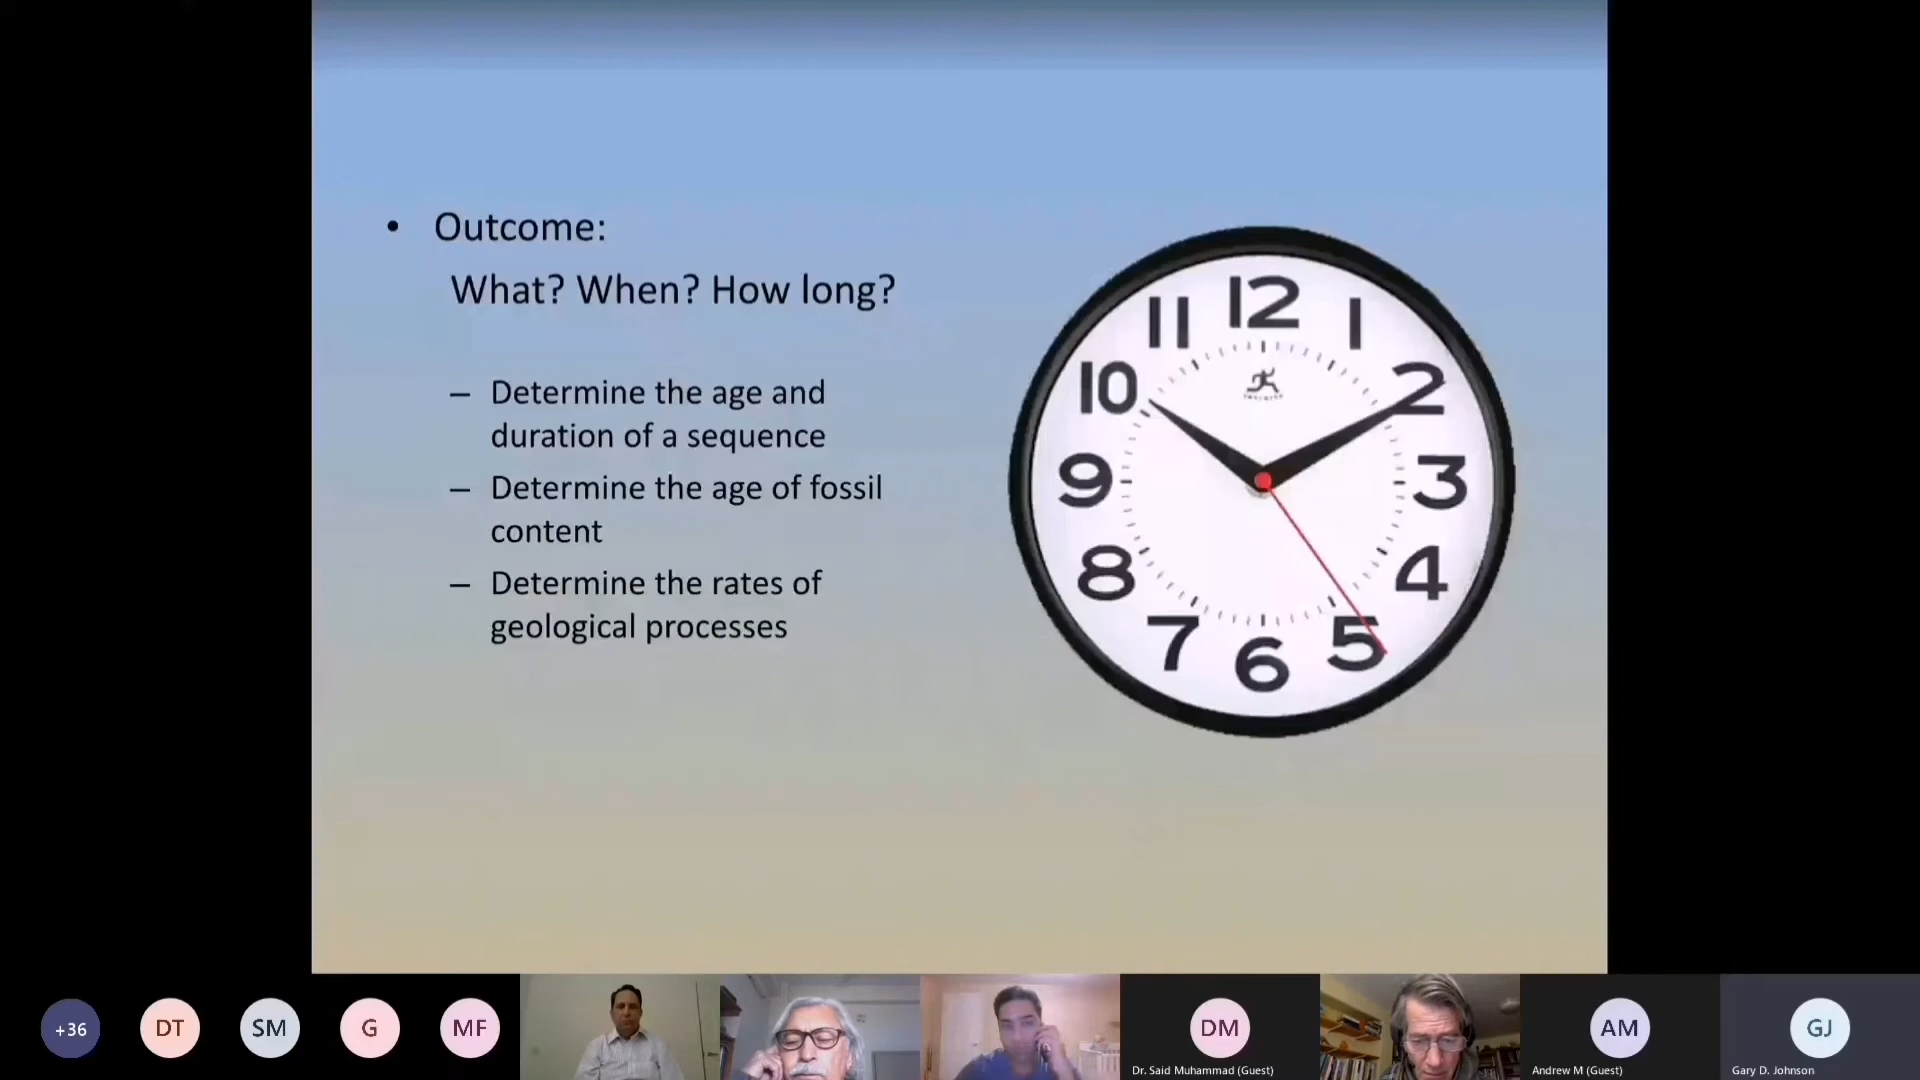 • Outcome:
What? When? How long?
– Determine the age and
duration of a sequence
– Determine the age of fossil
content
– Determine the rates of
geological processes
12
11
1
10
2
9
3
8
4
7
5
6
+36
DT
SM
G
MF
DM
Dr. Said Muhammad (Guest)
AM
Andrew M (Guest)
GJ
Gary D. Johnson